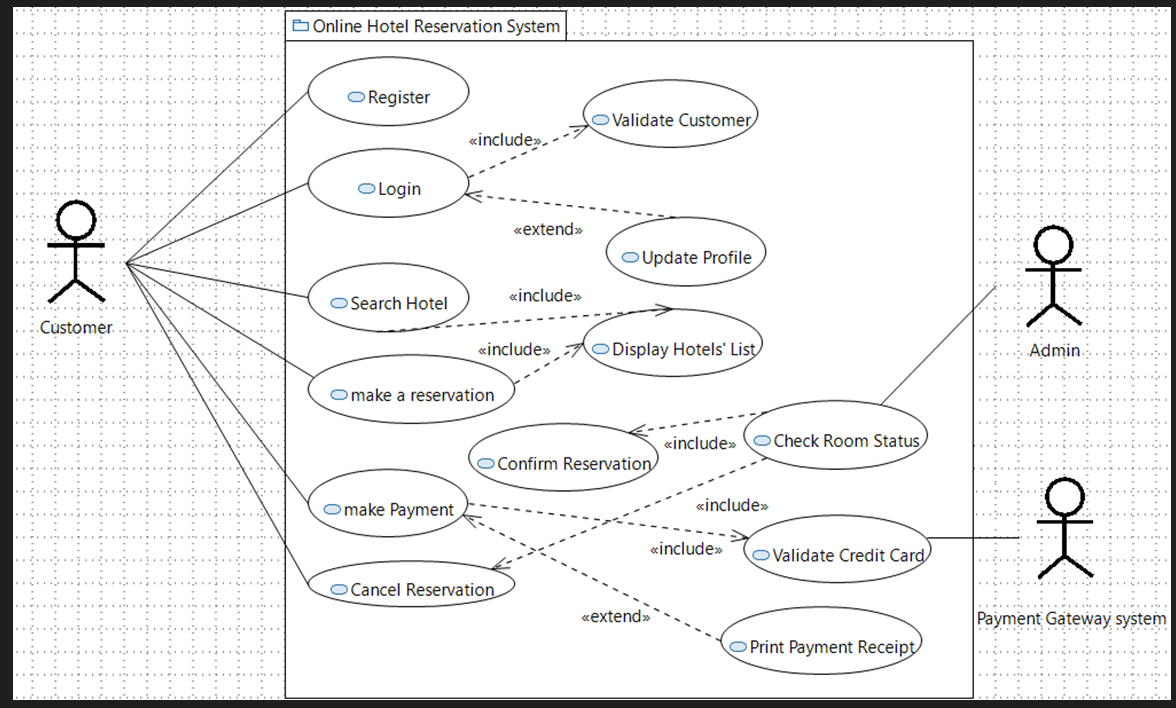 Online Hotel Reservation System
Register
Validate Customer
«include»
Login
«extend»
Update Profile
Search Hotel
«include»
Customer
«include»
Display Hotels' List
Admin
make a reservation
«include»
Check Room Status
Confirm Reservation
make Payment
«include»
«include»
Validate Credit Card
Cancel Reservation
«extend»
Payment Gateway system
Print Payment Receipt